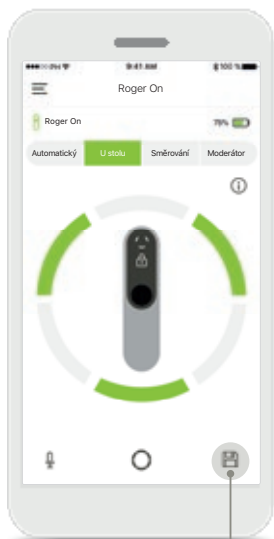 9:41 AM 100 %
Roger On
Roger On 79%
Automatický U stolu Směrování Moderátor